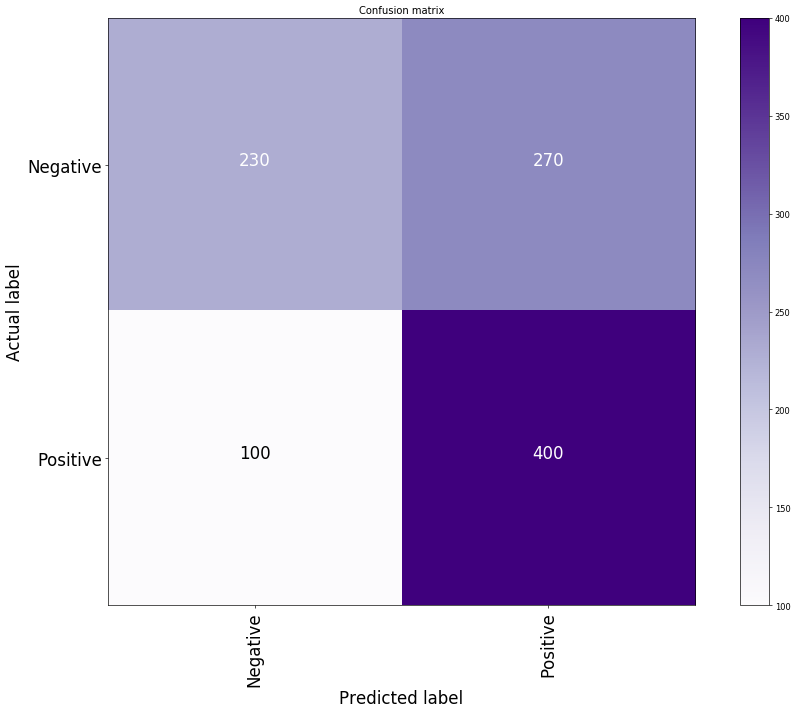 Confusion matrix
Actual label
Negative
230
270
Positive
100
400
Negative
Positive
Predicted label
400
350
300
250
200
150
100